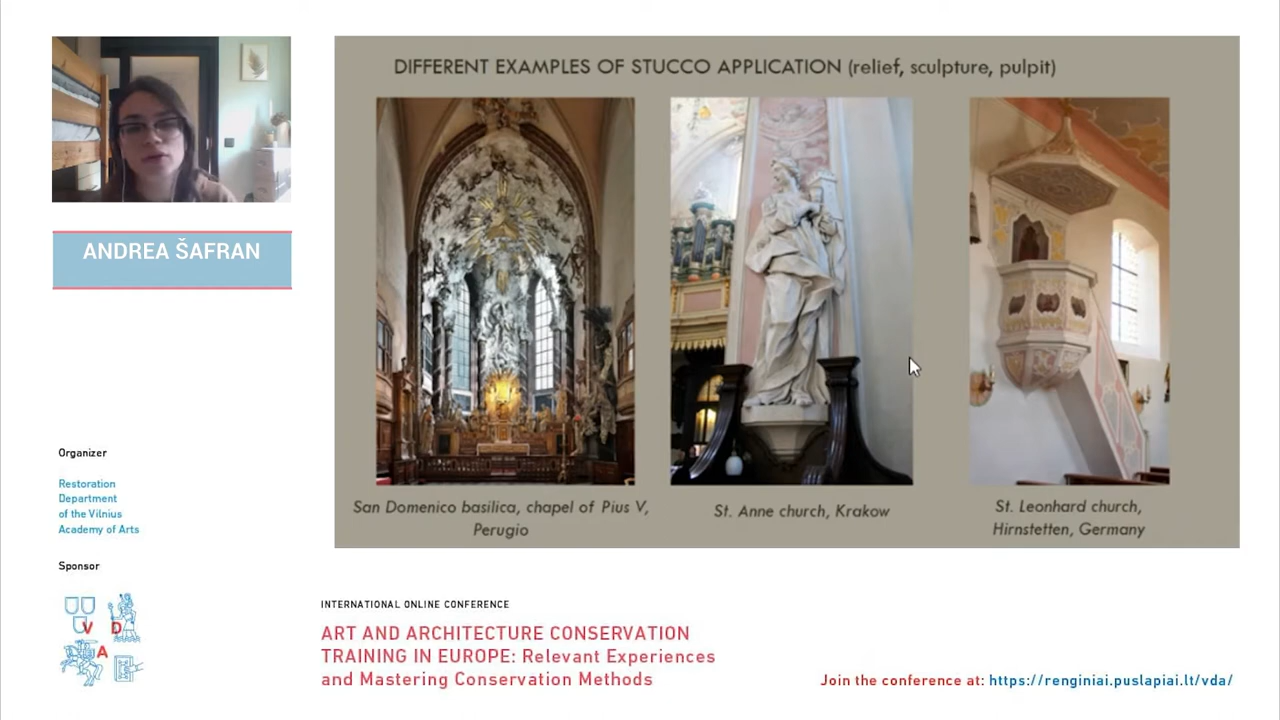 ANDREA ŠAFRAN
DIFFERENT EXAMPLES OF STUCCO APPLICATION (relief, sculpture, pulpit)
San Domenico basilica, chapel of Pius V,
Perugio
St. Anne church, Krakow
St. Leonhard church,
Hirnstetten, Germany
Organizer
Restoration
Department
of the Vilnius
Academy of Arts
Sponsor
V D
A
INTERNATIONAL ONLINE CONFERENCE
ART AND ARCHITECTURE CONSERVATION
TRAINING IN EUROPE: Relevant Experiences
and Mastering Conservation Methods
Join the conference at: https://renginiai.puslapiai.lt/vda/